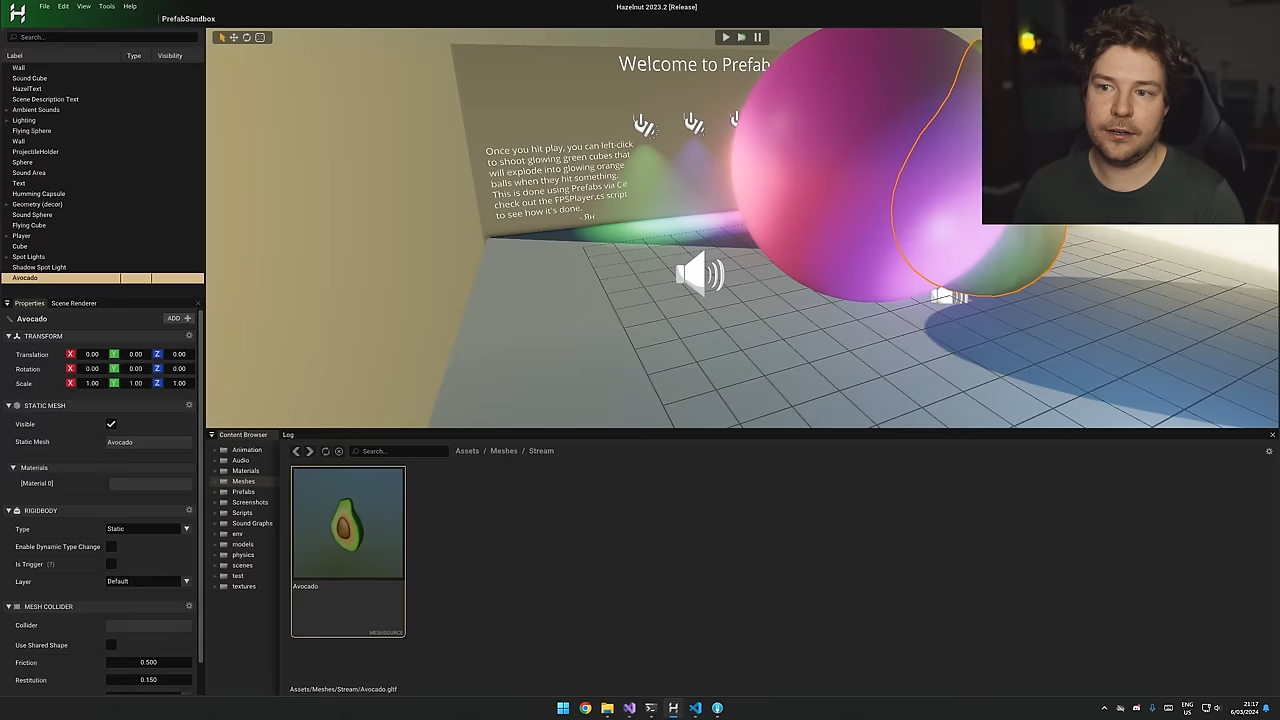 File Edit View Tools Help
Hazelnut 2023.2 [Release]
PrefabSandbox
Search...
Label Type Visibility
Wall
Sound Cube
HazelText
Scene Description Text
Ambient Sounds
Lighting
Flying Sphere
Wall
ProjectileHolder
Sphere
Sound Area
Text
Humming Capsule
Geometry (decor)
Sound Sphere
Flying Cube
Player
Cube
Spot Lights
Shadow Spot Light
Avocado
Properties Scene Renderer
Avocado
ADD
TRANSFORM
Translation X 0.00 Y 0.00 Z 0.00
Rotation X 0.00 Y 0.00 Z 0.00
Scale X 1.00 Y 1.00 Z 1.00
STATIC MESH
Visible
Static Mesh Avocado
Materials
[Material 0]
RIGIDBODY
Type Static
Enable Dynamic Type Change
Is Trigger (?)
Layer Default
MESH COLLIDER
Collider
Use Shared Shape
Friction 0.500
Restitution 0.150
Welcome to Prefab
Once you hit play, you can left-click
to shoot glowing green cubes that
will explode into glowing orange
balls when they hit something.
This is done using Prefabs via C#
check out the FPSPlayer.cs script
to see how it's done.
- Ян
Content Browser Log
Search...
Assets / Meshes / Stream
Animation
Audio
Materials
Meshes
Prefabs
Screenshots
Scripts
Sound Graphs
env
models
physics
scenes
test
textures
Avocado
MESHSOURCE
Assets/Meshes/Stream/Avocado.gltf
ENG
US
21:17
6/03/2024